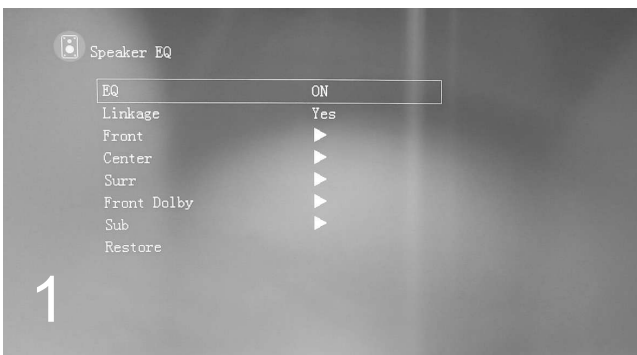 Speaker EQ
EQ ON
Linkage Yes
Front ▶
Center ▶
Surr ▶
Front Dolby ▶
Sub ▶
Restore
1